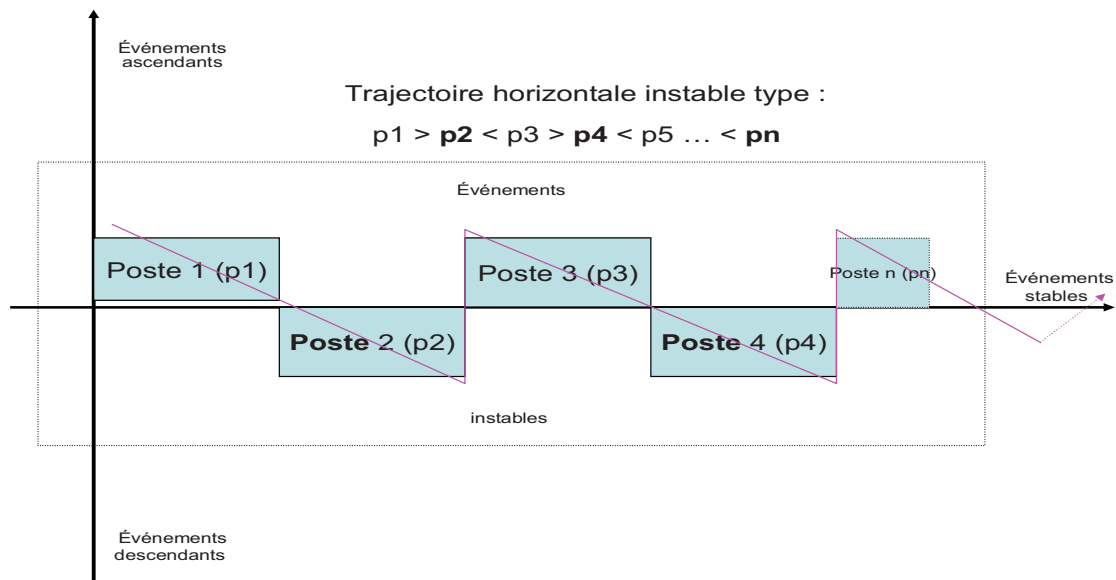 Événements
ascendants
Trajectoire horizontale instable type :
p1 > p2 < p3 > p4 < p5 … < pn
Événements
Poste 1 (p1)
Poste 3 (p3)
Poste n (pn)
Événements
stables
Poste 2 (p2)
Poste 4 (p4)
instables
Événements
descendants